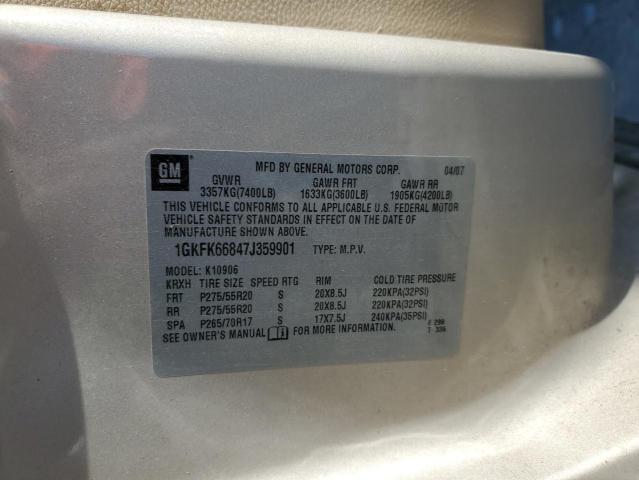 GM
MFD BY GENERAL MOTORS CORP. 04/07
GVWR GAWR FRT GAWR RR
3357KG(7400LB) 1633KG(3600LB) 1905KG(4200LB)
THIS VEHICLE CONFORMS TO ALL APPLICABLE U.S. FEDERAL MOTOR
VEHICLE SAFETY STANDARDS IN EFFECT ON THE DATE OF
MANUFACTURE SHOWN ABOVE.
1GKFK66847J359901 TYPE: M.P.V.
MODEL: K10906
KRXH TIRE SIZE SPEED RTG RIM COLD TIRE PRESSURE
FRT P275/55R20 S 20X8.5J 220KPA(32PSI)
RR P275/55R20 S 20X8.5J 220KPA(32PSI)
SPA P265/70R17 S 17X7.5J 240KPA(35PSI)
SEE OWNER'S MANUAL FOR MORE INFORMATION.
298
T 336